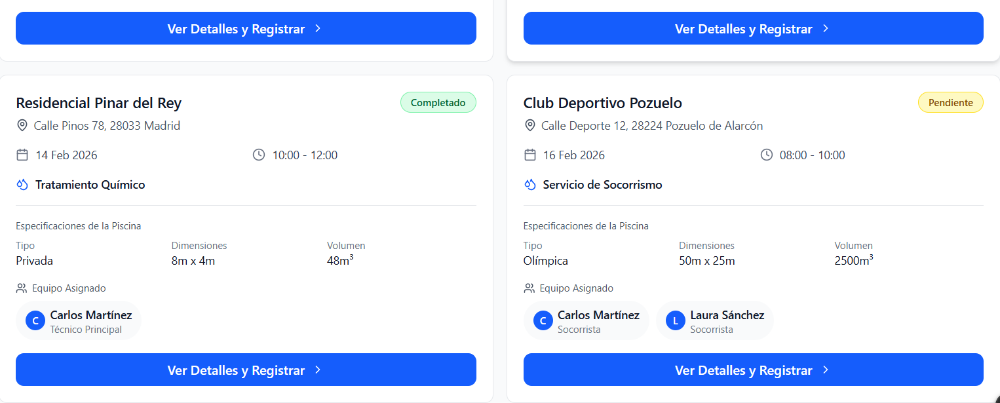 Ver Detalles y Registrar
Ver Detalles y Registrar
Residencial Pinar del Rey
Completado
Calle Pinos 78, 28033 Madrid
14 Feb 2026
10:00 - 12:00
Tratamiento Químico
Especificaciones de la Piscina
Tipo
Dimensiones
Volumen
Privada
8m x 4m
48m³
Equipo Asignado
C
Carlos Martínez
Técnico Principal
Ver Detalles y Registrar
Club Deportivo Pozuelo
Pendiente
Calle Deporte 12, 28224 Pozuelo de Alarcón
16 Feb 2026
08:00 - 10:00
Servicio de Socorrismo
Especificaciones de la Piscina
Tipo
Dimensiones
Volumen
Olímpica
50m x 25m
2500m³
Equipo Asignado
C
Carlos Martínez
Socorrista
L
Laura Sánchez
Socorrista
Ver Detalles y Registrar